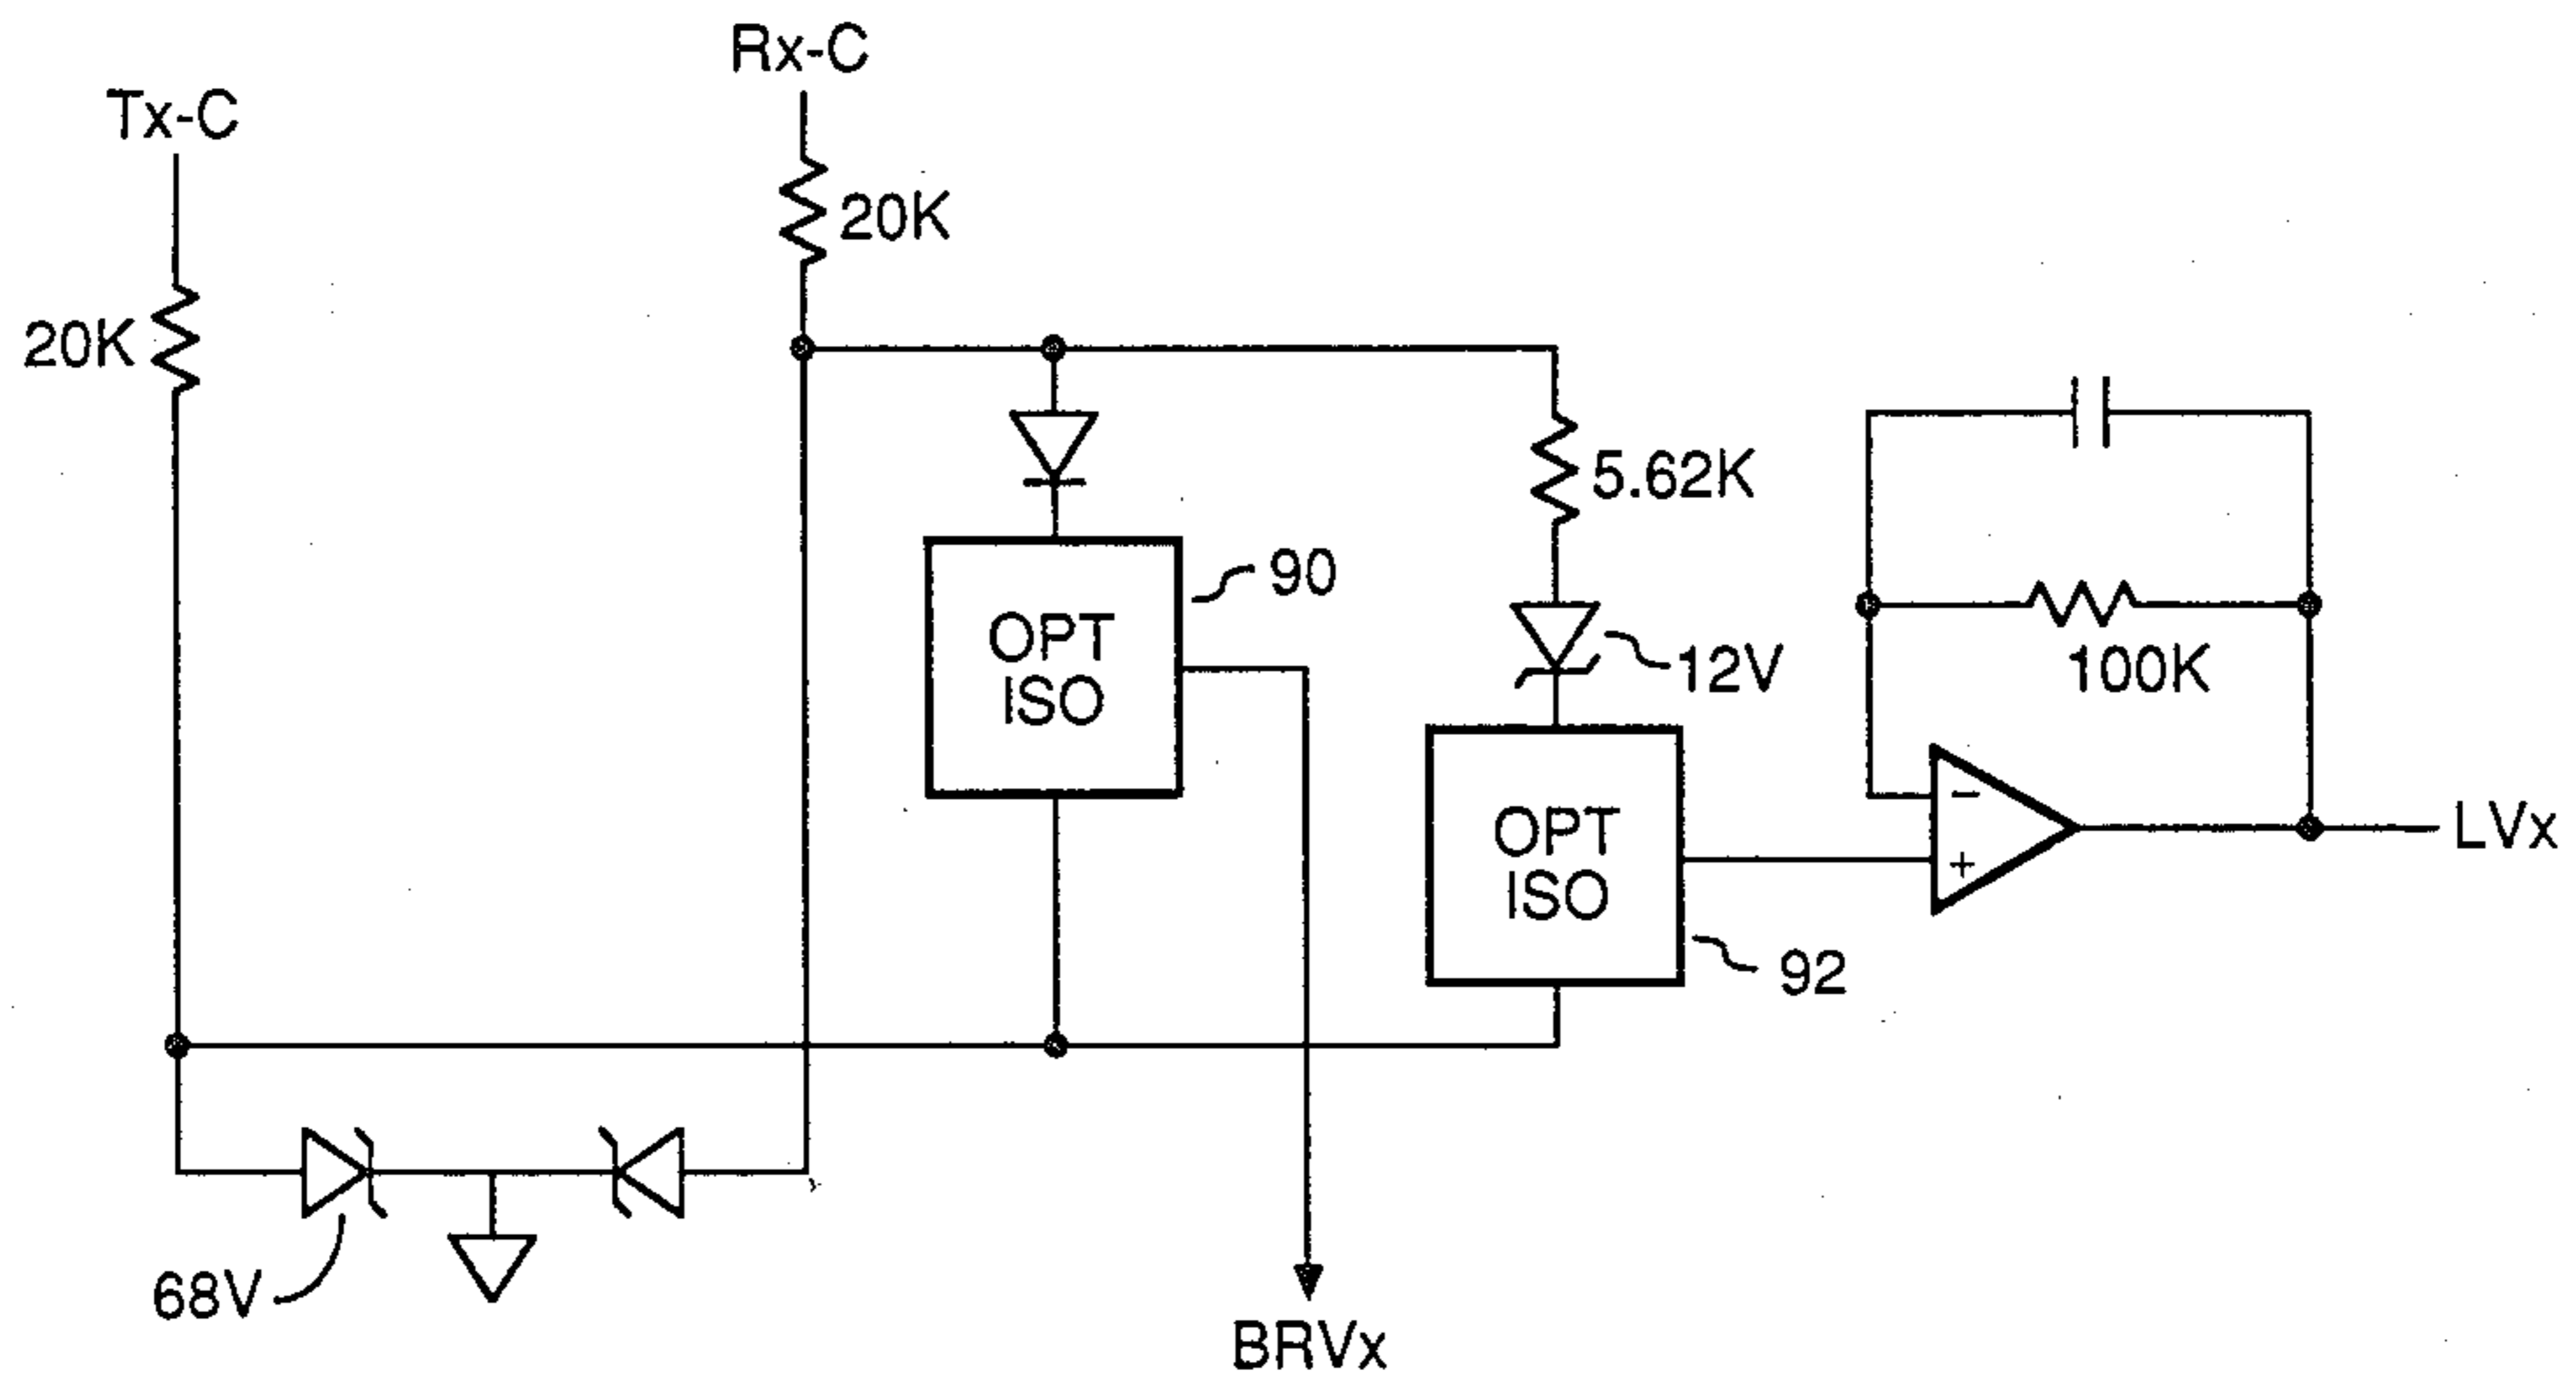 Rx-C
Tx-C
20K
20K
5.62K
90
OPT
ISO
12V
100K
OPT
ISO
−
+
LVx
92
68V
BRVx